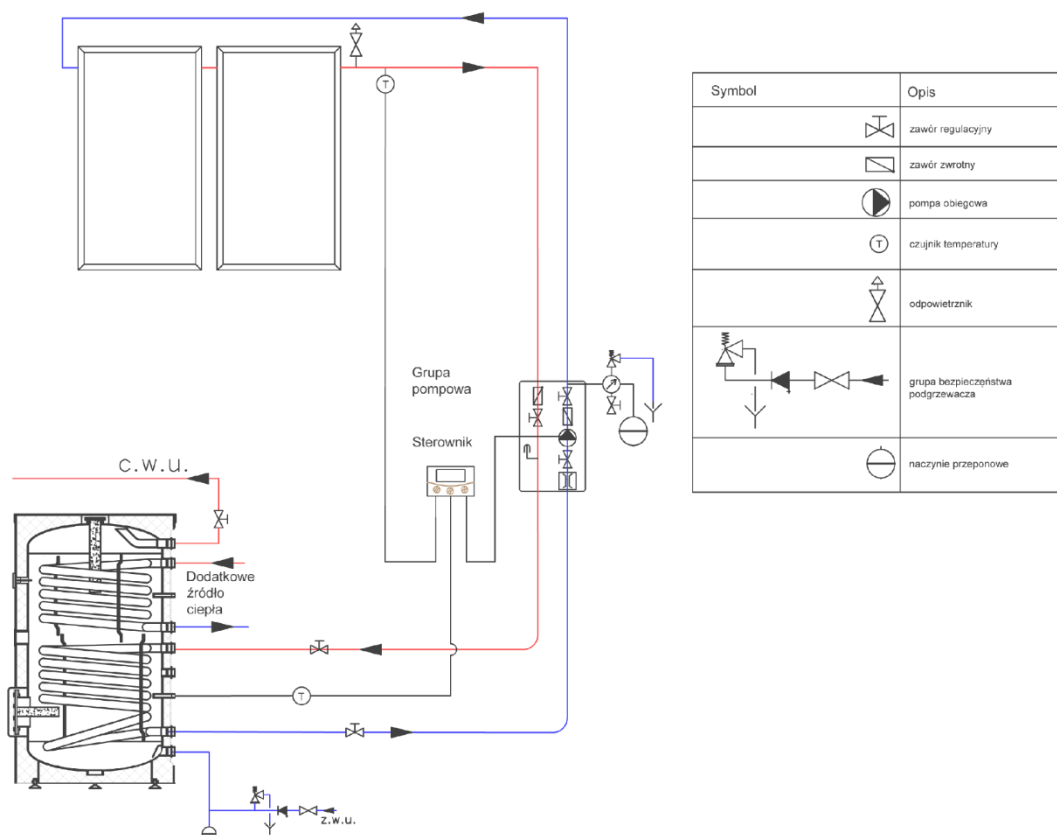 T
Symbol
Opis
zawór regulacyjny
zawór zwrotny
pompa obiegowa
T
czujnik temperatury
odpowietrznik
grupa bezpieczeństwa
podgrzewacza
naczynie przeponowe
Grupa
pompowa
Sterownik
c.w.u.
Dodatkowe
źródło
ciepła
T
z.w.u.